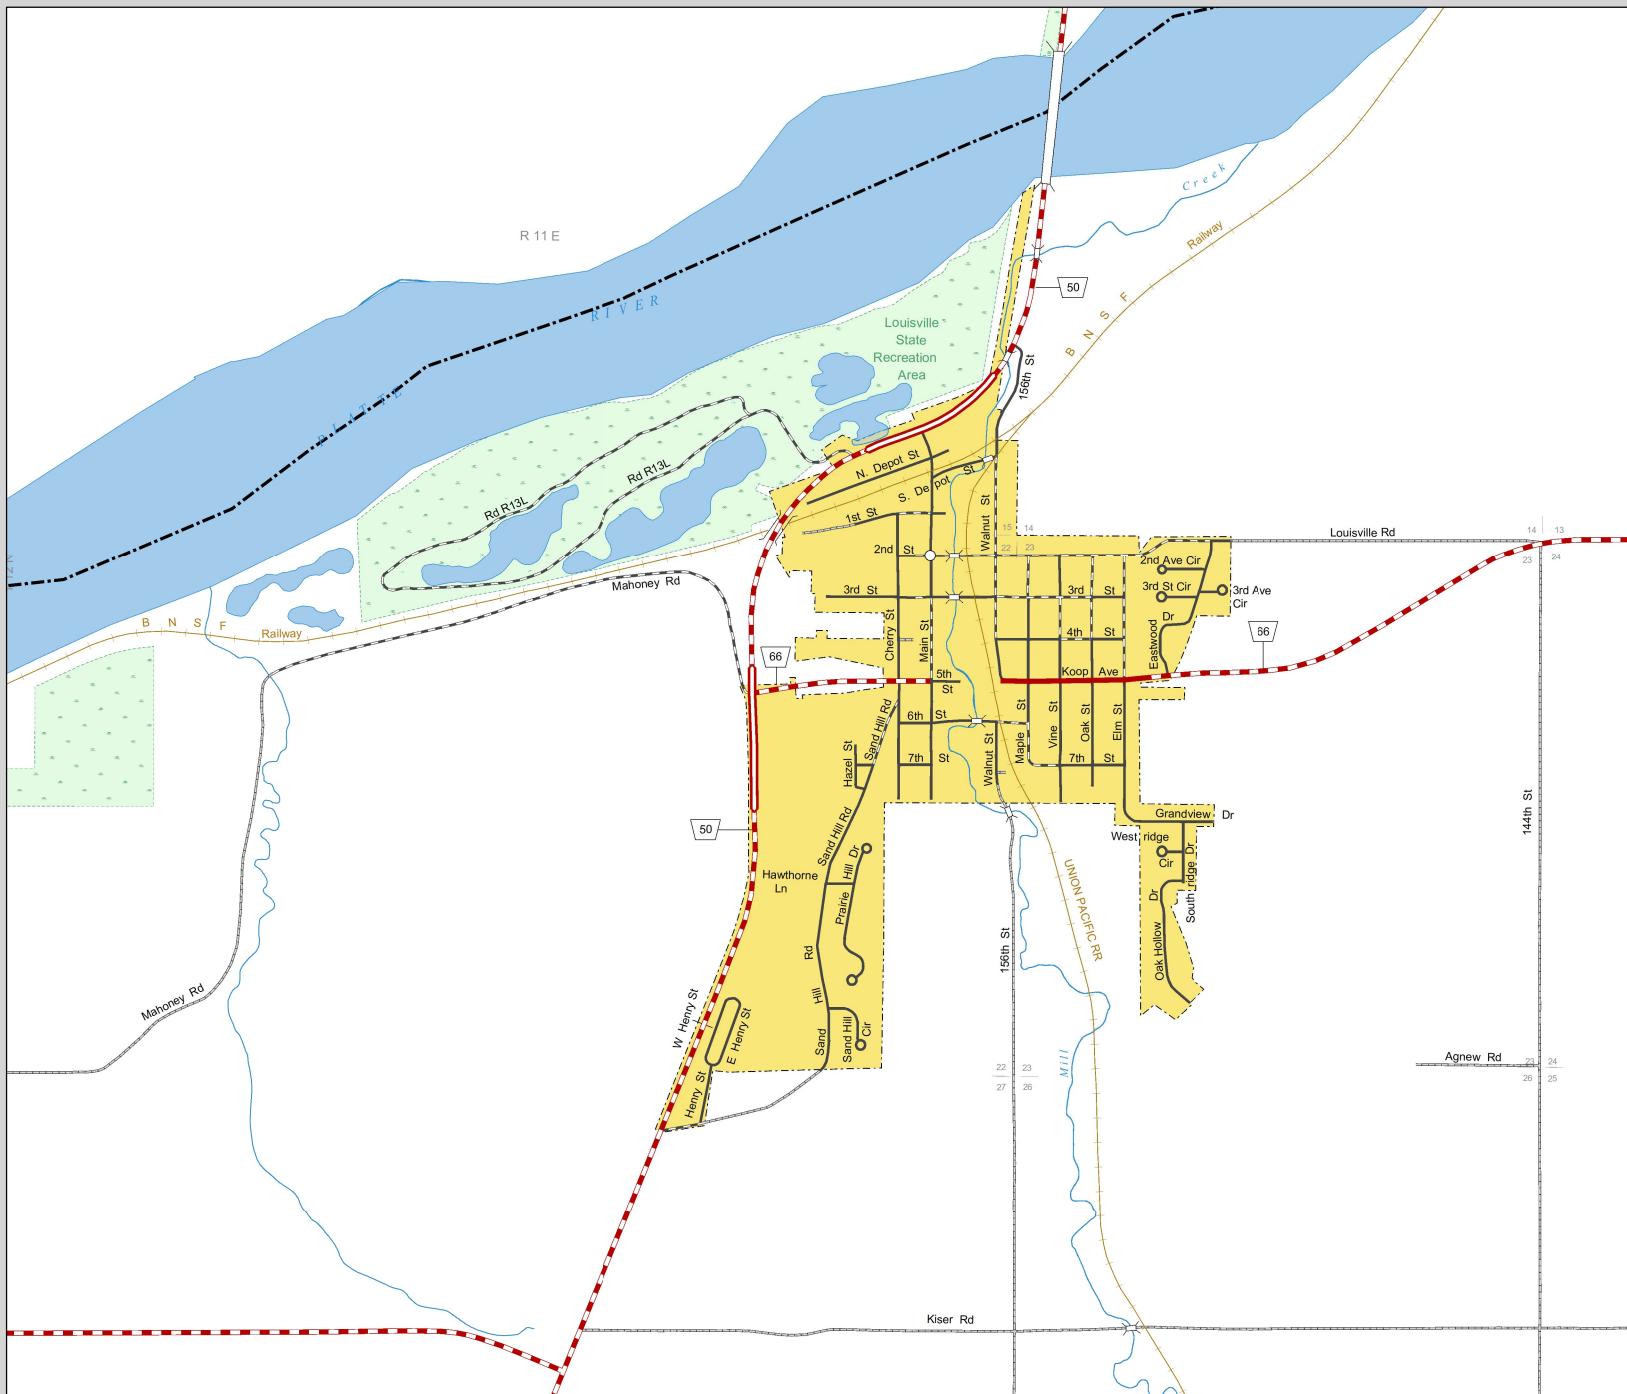 R 11 E
Creek
Railway
50
B N S F
RIVER
Louisville
State
Recreation
Area
156th St
PLATTE
N. Depot St
S. Depot St
Rd R13L
Rd R13L
1st St
Walnut St
15 14
22 23
Louisville Rd
14 13
23 24
2nd St
2nd Ave Cir
3rd St Cir
3rd Ave
Cir
Mahoney Rd
3rd St
3rd St
B N S F Railway
Cherry St
Main St
4th St
Eastwood Dr
66
66
5th
St
Koop Ave
Sand Hill Rd
6th St
Walnut St
Maple St
Vine St
Oak St
Elm St
Hazel St
7th St
7th St
50
Sand Hill Rd
Grandview Dr
West ridge
Cir
South ridge Dr
144th St
Hawthorne
Ln
Prairie Hill Dr
UNION PACIFIC RR
Oak Hollow Dr
156th St
Sand Hill Rd
Mahoney Rd
W Henry St
E Henry St
Sand Hill Cir
Henry St
Mill
22 23
27 26
Agnew Rd
23 24
26 25
Kiser Rd